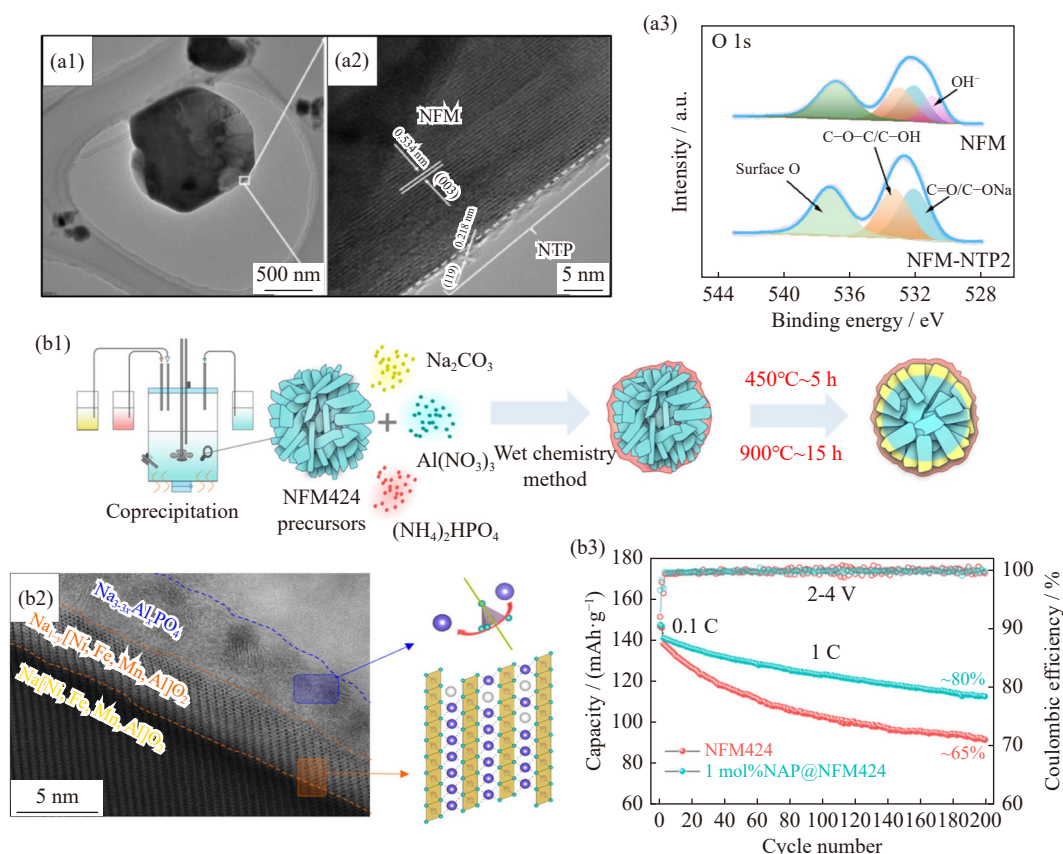 (a1)
500 nm
(a2)
NFM
0.534 nm
(003)
0.218 nm
(119)
NTP
5 nm
(a3)
O 1s
OH⁻
NFM
C−O−C/C−OH
Surface O
C=O/C−ONa
NFM-NTP2
Intensity / a.u.
544 540 536 532 528
Binding energy / eV
(b1)
Coprecipitation
NFM424
precursors
+
Na₂CO₃
Al(NO₃)₃
(NH₄)₂HPO₄
Wet chemistry
method
450°C~5 h
900°C~15 h
(b2)
Na₃₋₃ₓAlₓPO₄
[Ni, Fe, Mn, Al]O₂
Na[Ni, Fe, Mn, Al]O₂
5 nm
(b3)
180
160
140
120
100
80
60
Capacity / (mAh·g⁻¹)
2-4 V
0.1 C
1 C
~80%
~65%
NFM424
1 mol%NAP@NFM424
100
90
80
70
60
Coulombic efficiency / %
0 20 40 60 80 100 120 140 160 180 200
Cycle number